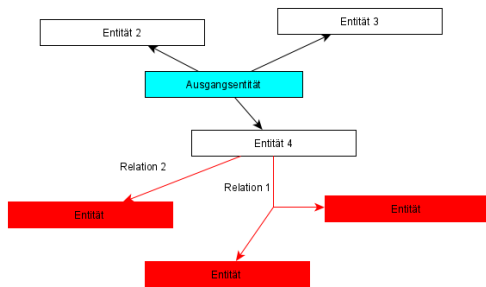 Entität 3
Entität 2
Ausgangsentität
Entität 4
Relation 2
Relation 1
Entität
Entität
Entität